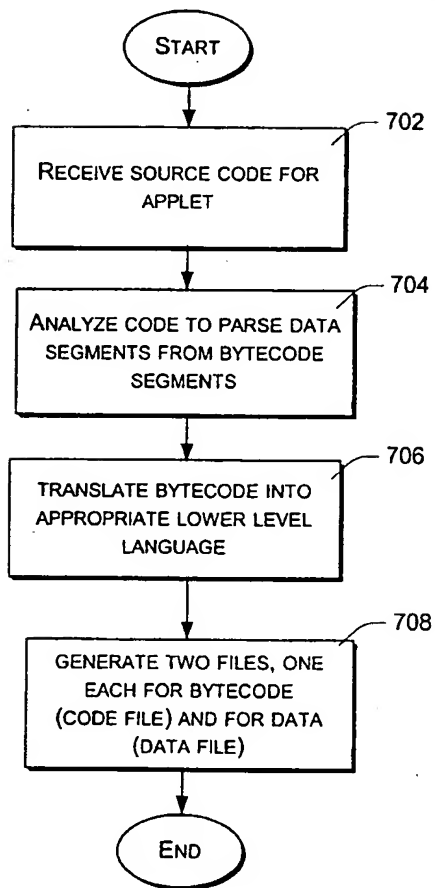 START
702
RECEIVE SOURCE CODE FOR
APPLET
704
ANALYZE CODE TO PARSE DATA
SEGMENTS FROM BYTECODE
SEGMENTS
706
TRANSLATE BYTECODE INTO
APPROPRIATE LOWER LEVEL
LANGUAGE
708
GENERATE TWO FILES, ONE
EACH FOR BYTECODE
(CODE FILE) AND FOR DATA
(DATA FILE)
END